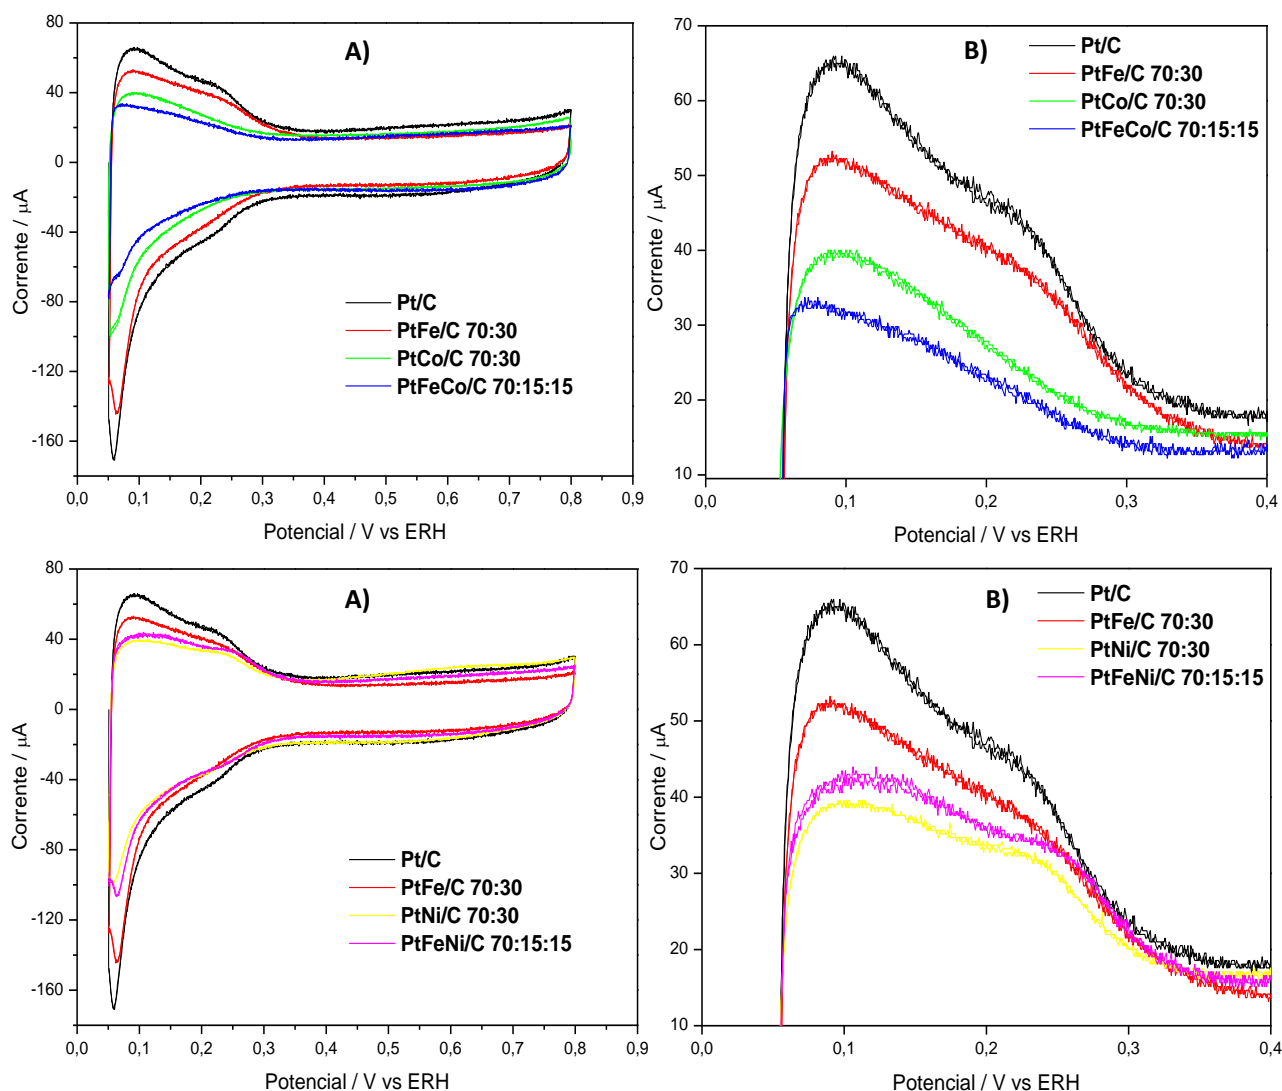 A)
Pt/C
PtFe/C 70:30
PtCo/C 70:30
PtFeCo/C 70:15:15
Corrente / µA
80
40
0
-40
-80
-120
-160
0,0 0,1 0,2 0,3 0,4 0,5 0,6 0,7 0,8 0,9
Potencial / V vs ERH
B)
Pt/C
PtFe/C 70:30
PtCo/C 70:30
PtFeCo/C 70:15:15
Corrente / µA
70
60
50
40
30
20
10
0,0 0,1 0,2 0,3 0,4
Potencial / V vs ERH
A)
Pt/C
PtFe/C 70:30
PtNi/C 70:30
PtFeNi/C 70:15:15
Corrente / µA
80
40
0
-40
-80
-120
-160
0,0 0,1 0,2 0,3 0,4 0,5 0,6 0,7 0,8 0,9
Potencial / V vs ERH
B)
Pt/C
PtFe/C 70:30
PtNi/C 70:30
PtFeNi/C 70:15:15
Corrente / µA
70
60
50
40
30
20
10
0,0 0,1 0,2 0,3 0,4
Potencial / V vs ERH